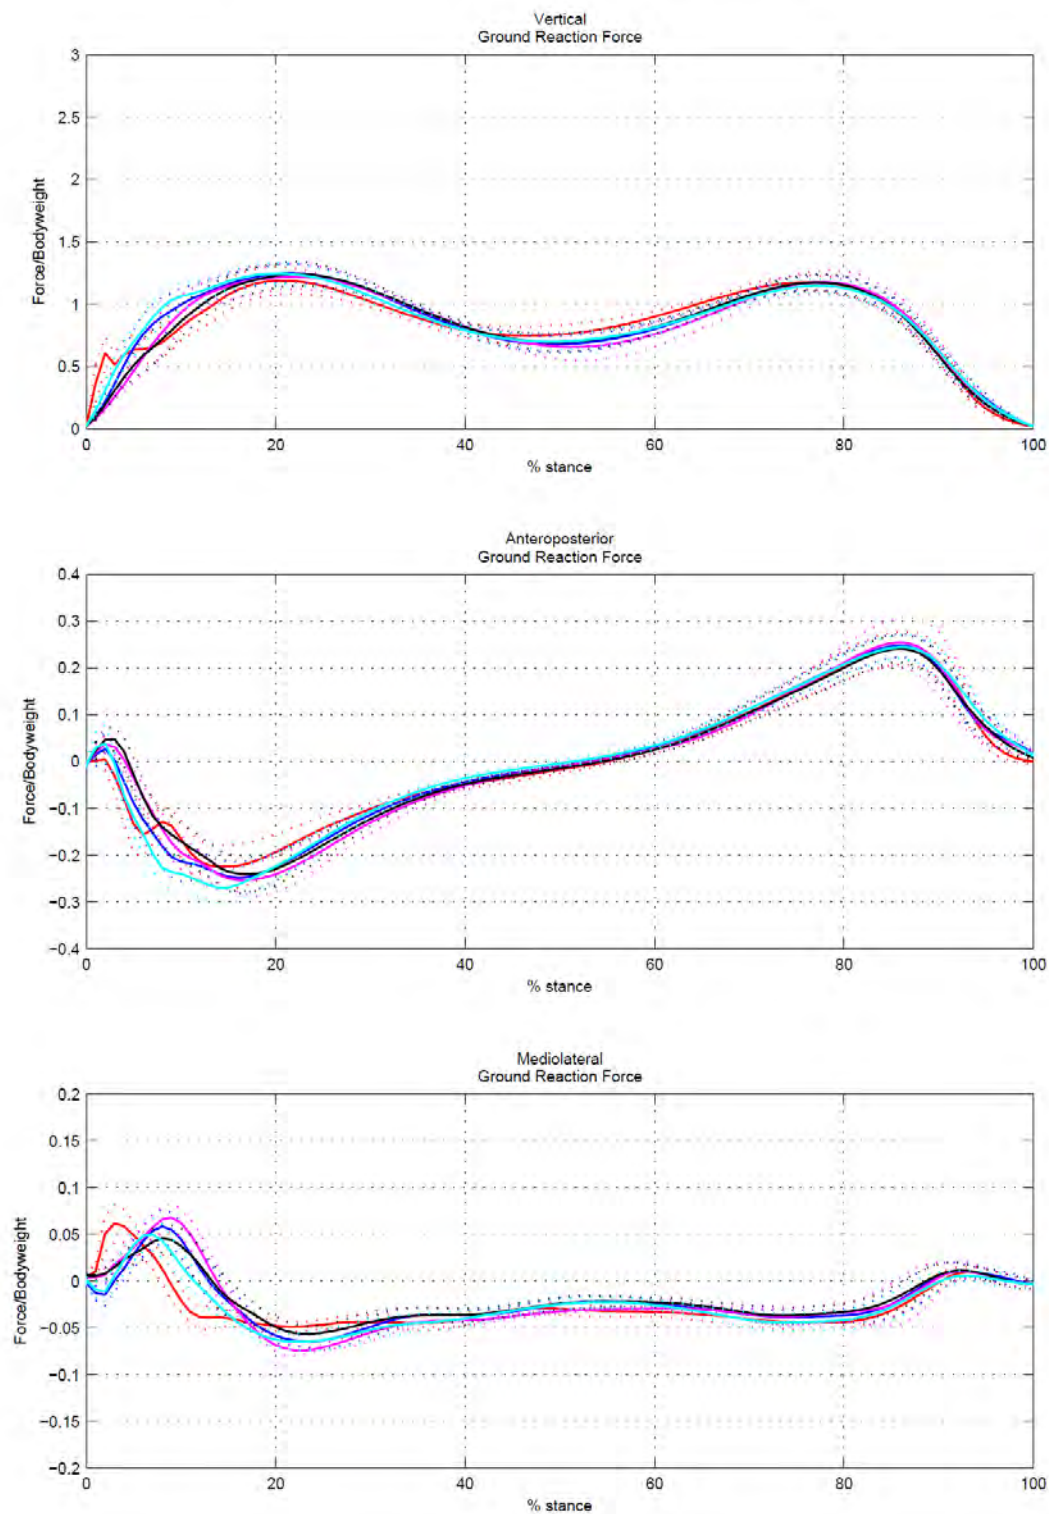 Vertical
Ground Reaction Force
3
2.5
2
1.5
1
0.5
0
Force/Bodyweight
0 20 40 60 80 100
% stance
Anteroposterior
Ground Reaction Force
0.4
0.3
0.2
0.1
0
−0.1
−0.2
−0.3
−0.4
Force/Bodyweight
0 20 40 60 80 100
% stance
Mediolateral
Ground Reaction Force
0.2
0.15
0.1
0.05
0
−0.05
−0.1
−0.15
−0.2
Force/Bodyweight
0 20 40 60 80 100
% stance